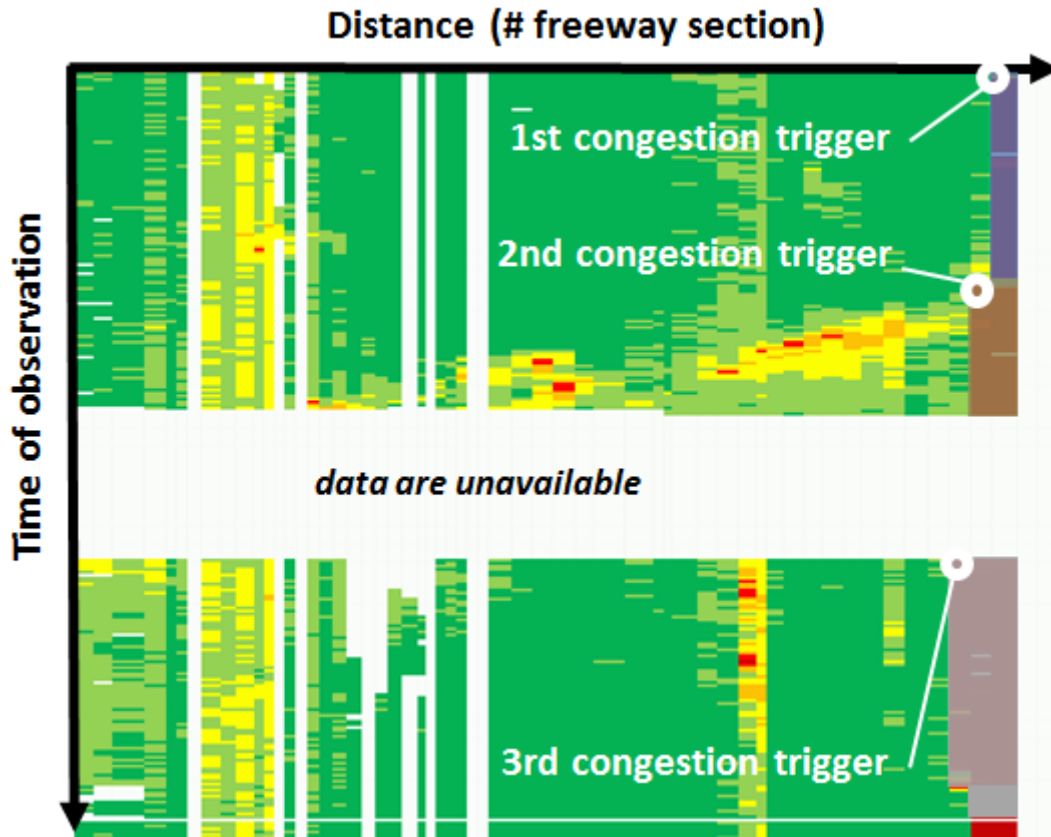 Distance (# freeway section)
1st congestion trigger
2nd congestion trigger
Time of observation
data are unavailable
3rd congestion trigger